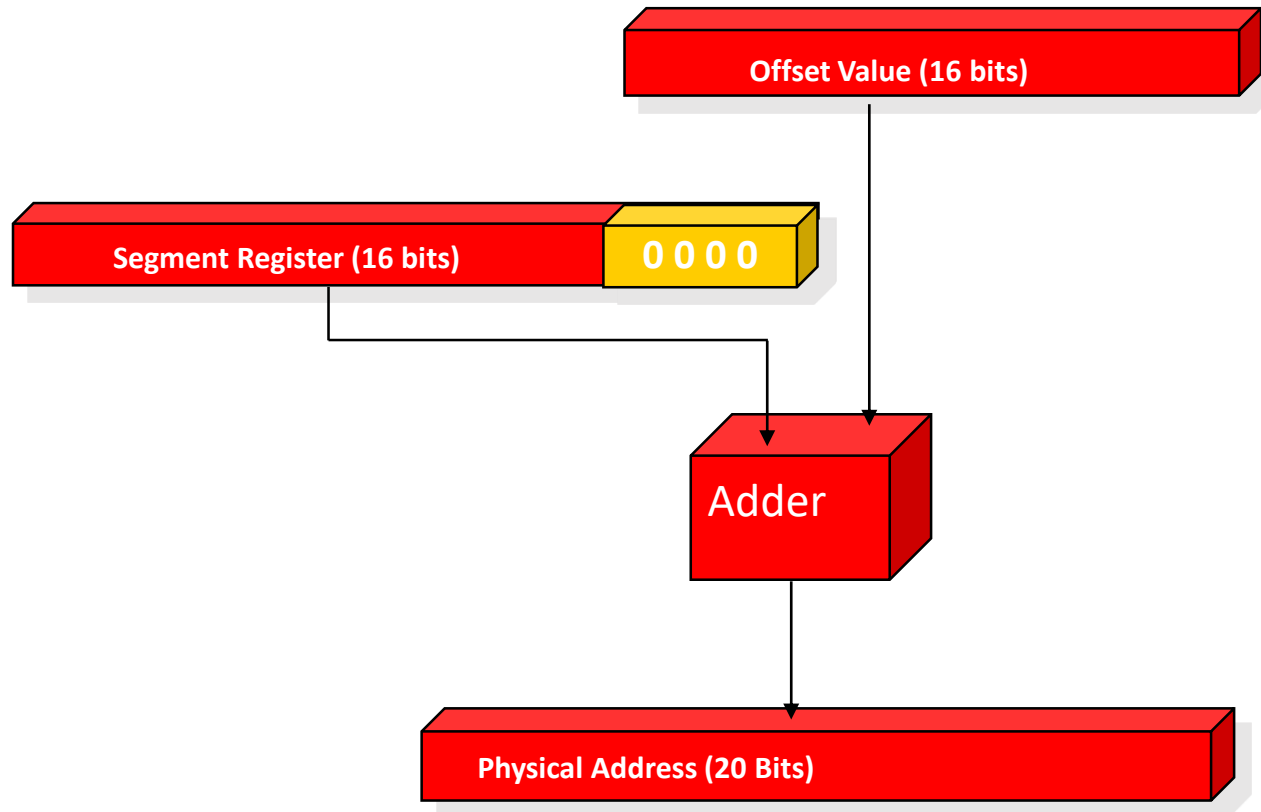 Offset Value (16 bits)
Segment Register (16 bits)
0 0 0 0
Adder
Physical Address (20 Bits)